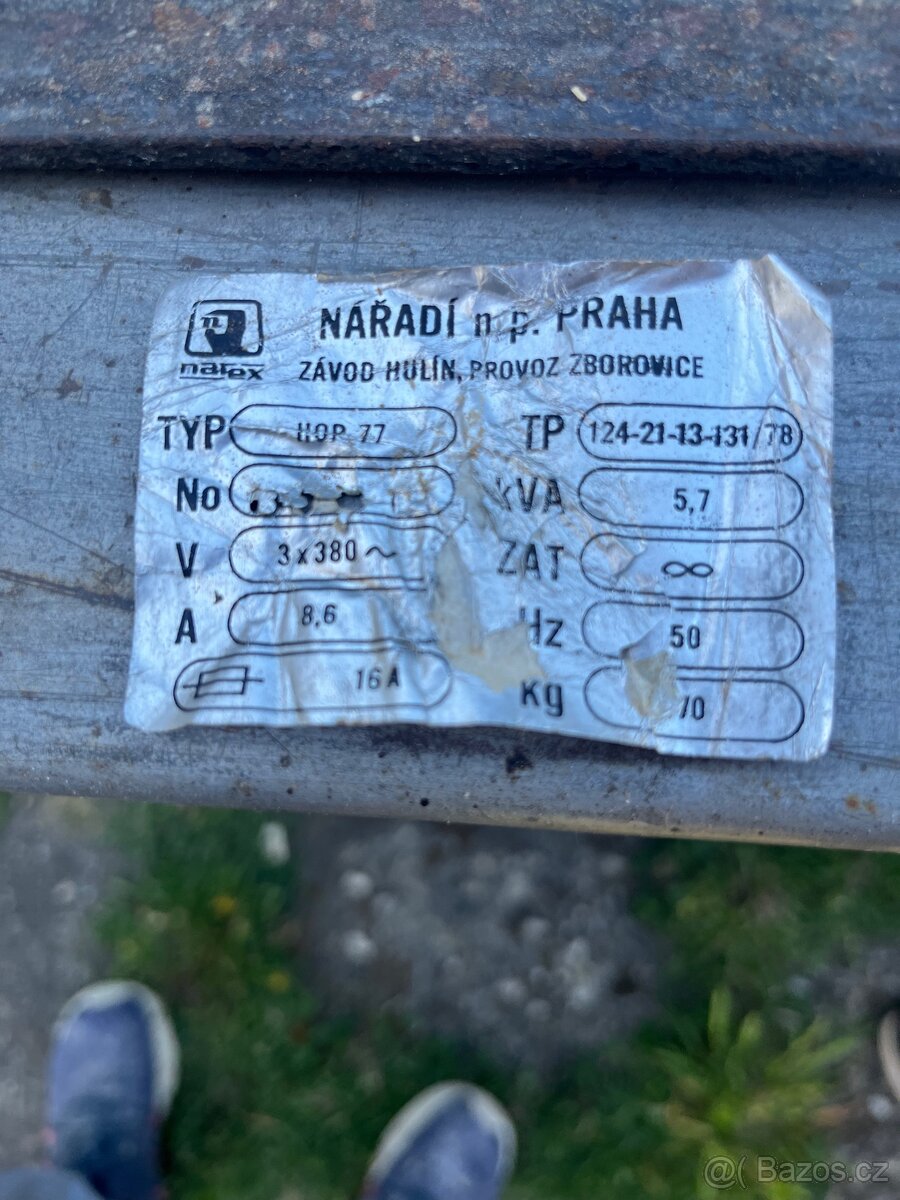 narex
NÁŘADÍ n.p. PRAHA
ZÁVOD HULÍN, PROVOZ ZBOROVICE
TYP HOP 77 TP 124-21-13-131/78
No kVA 5,7
V 3x380~ ZAT ∞
A 8,6 Hz 50
16A kg
@( Bazos.cz